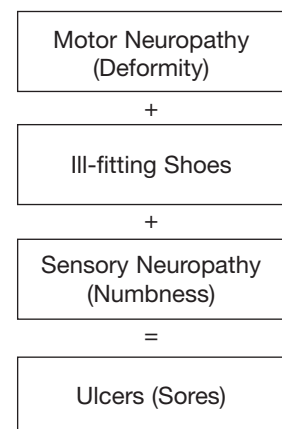 Motor Neuropathy
(Deformity)
+
Ill-fitting Shoes
+
Sensory Neuropathy
(Numbness)
=
Ulcers (Sores)